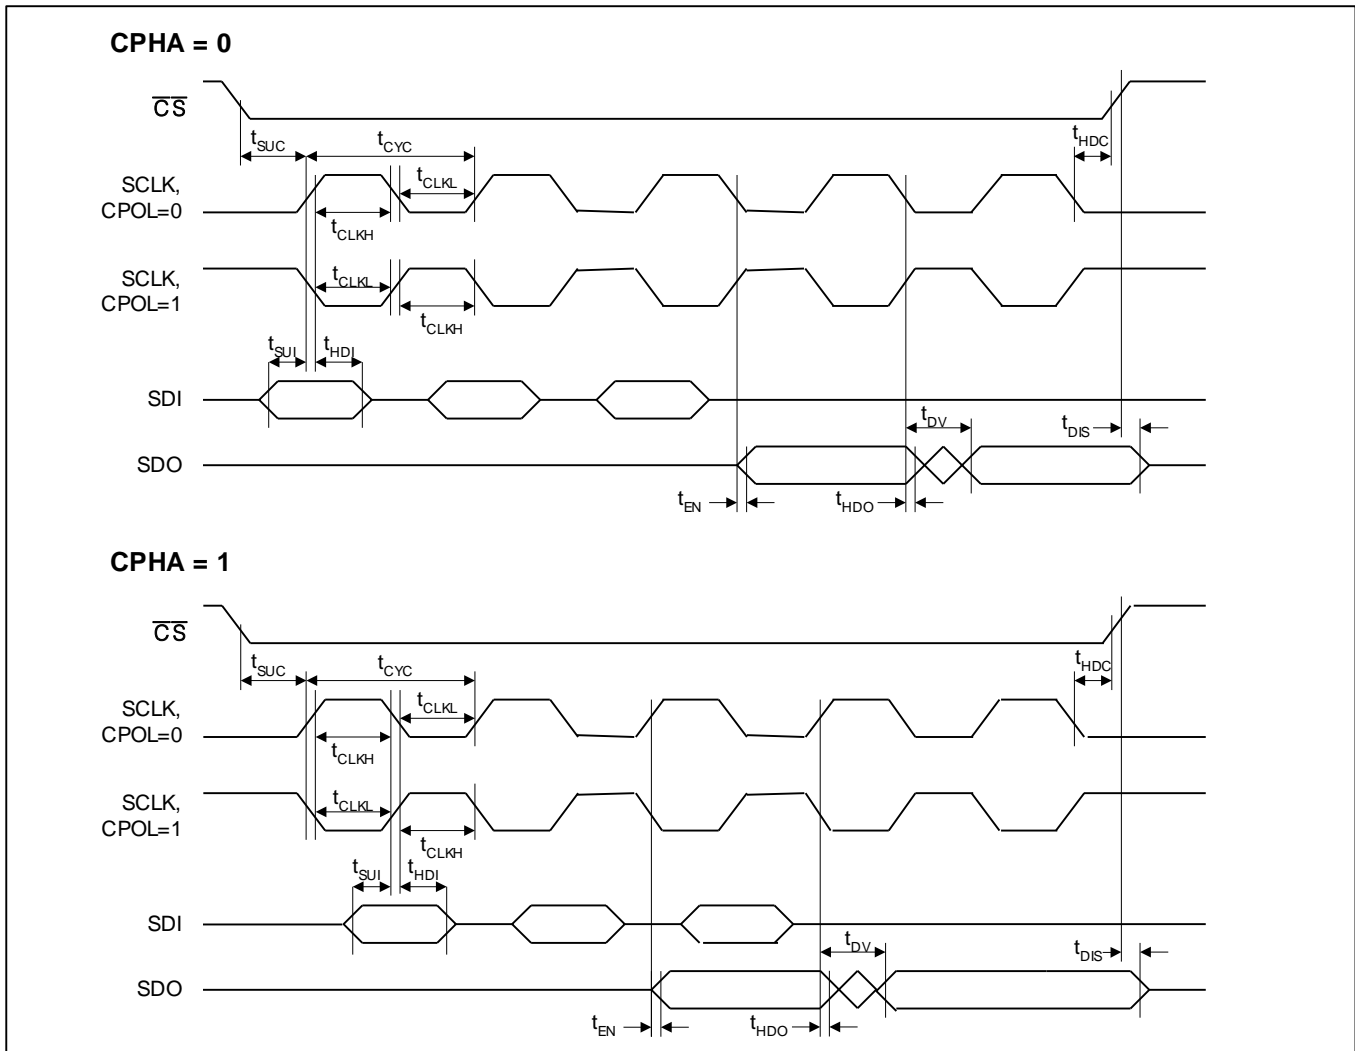 CPHA = 0
CS
tSUC
tCYC
tHDC
SCLK,
CPOL=0
tCLKL
tCLKH
SCLK,
CPOL=1
tCLKL
tCLKH
tSUI
tHDI
SDI
tDV
tDIS
SDO
tEN
tHDO
CPHA = 1
CS
tSUC
tCYC
tHDC
SCLK,
CPOL=0
tCLKL
tCLKH
SCLK,
CPOL=1
tCLKL
tCLKH
tSUI
tHDI
SDI
tDV
tDIS
SDO
tEN
tHDO